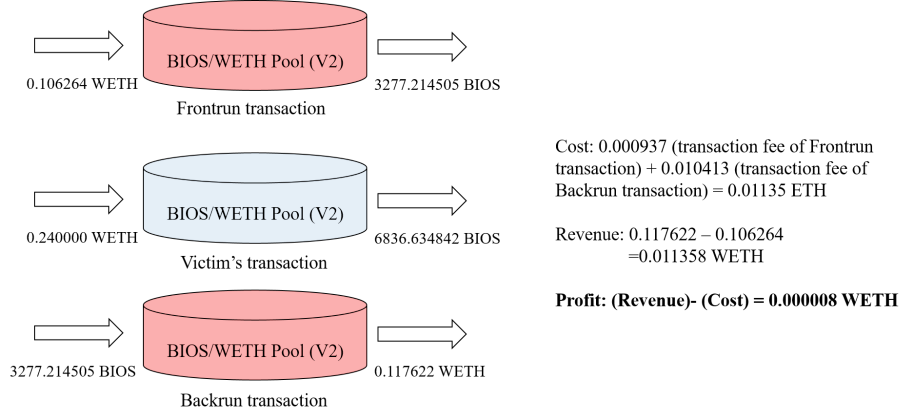 BIOS/WETH Pool (V2)
0.106264 WETH
3277.214505 BIOS
Frontrun transaction
BIOS/WETH Pool (V2)
0.240000 WETH
6836.634842 BIOS
Victim's transaction
BIOS/WETH Pool (V2)
3277.214505 BIOS
0.117622 WETH
Backrun transaction
Cost: 0.000937 (transaction fee of Frontrun
transaction) + 0.010413 (transaction fee of
Backrun transaction) = 0.01135 ETH
Revenue: 0.117622 – 0.106264
=0.011358 WETH
Profit: (Revenue)- (Cost) = 0.000008 WETH